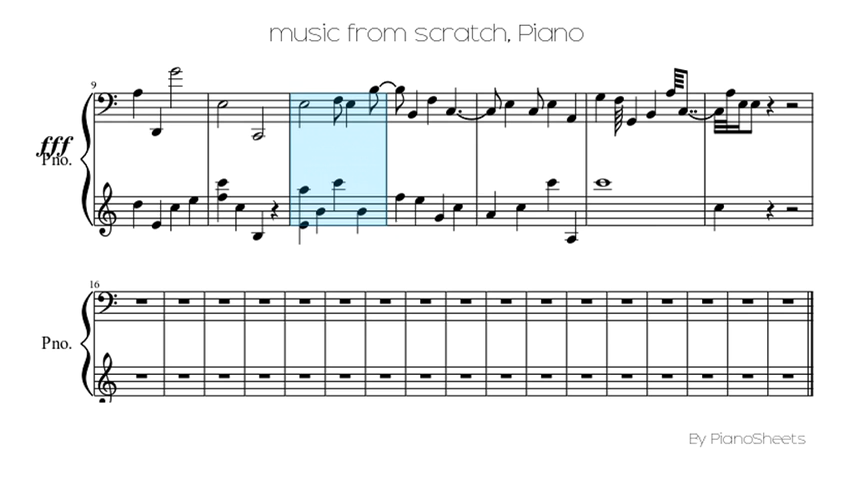 music from scratch, Piano
9
fff
Pno.
16
Pno.
By PianoSheets